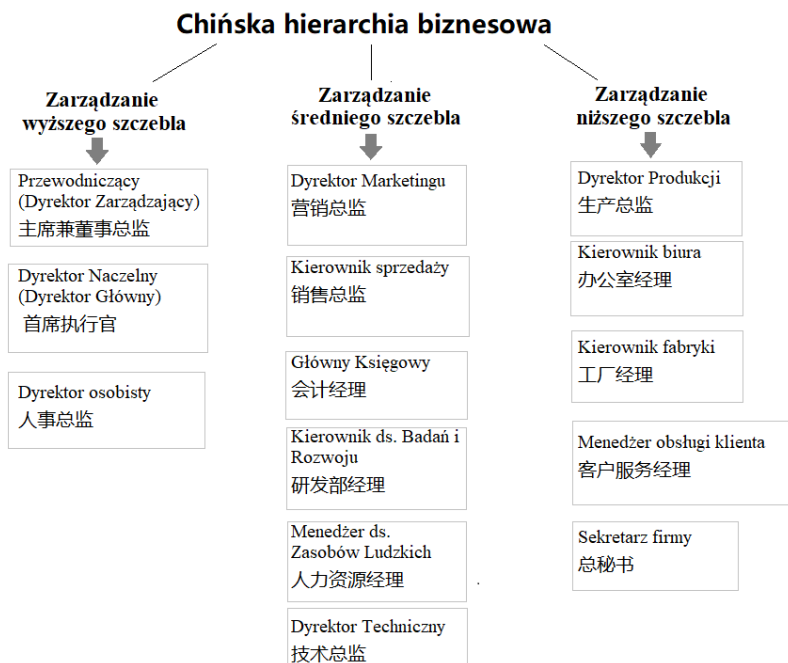 Chińska hierarchia biznesowa
Zarządzanie
wyższego szczebla
Przewodniczący
(Dyrektor Zarządzający)
主席兼董事总监
Dyrektor Naczelny
(Dyrektor Główny)
首席执行官
Dyrektor osobisty
人事总监
Zarządzanie
średniego szczebla
Dyrektor Marketingu
营销总监
Kierownik sprzedaży
销售总监
Główny Księgowy
会计经理
Kierownik ds. Badań i
Rozwoju
研发部经理
Menedżer ds.
Zasobów Ludzkich
人力资源经理
Dyrektor Techniczny
技术总监
Zarządzanie
niższego szczebla
Dyrektor Produkcji
生产总监
Kierownik biura
办公室经理
Kierownik fabryki
工厂经理
Menedżer obsługi klienta
客户服务经理
Sekretarz firmy
总秘书